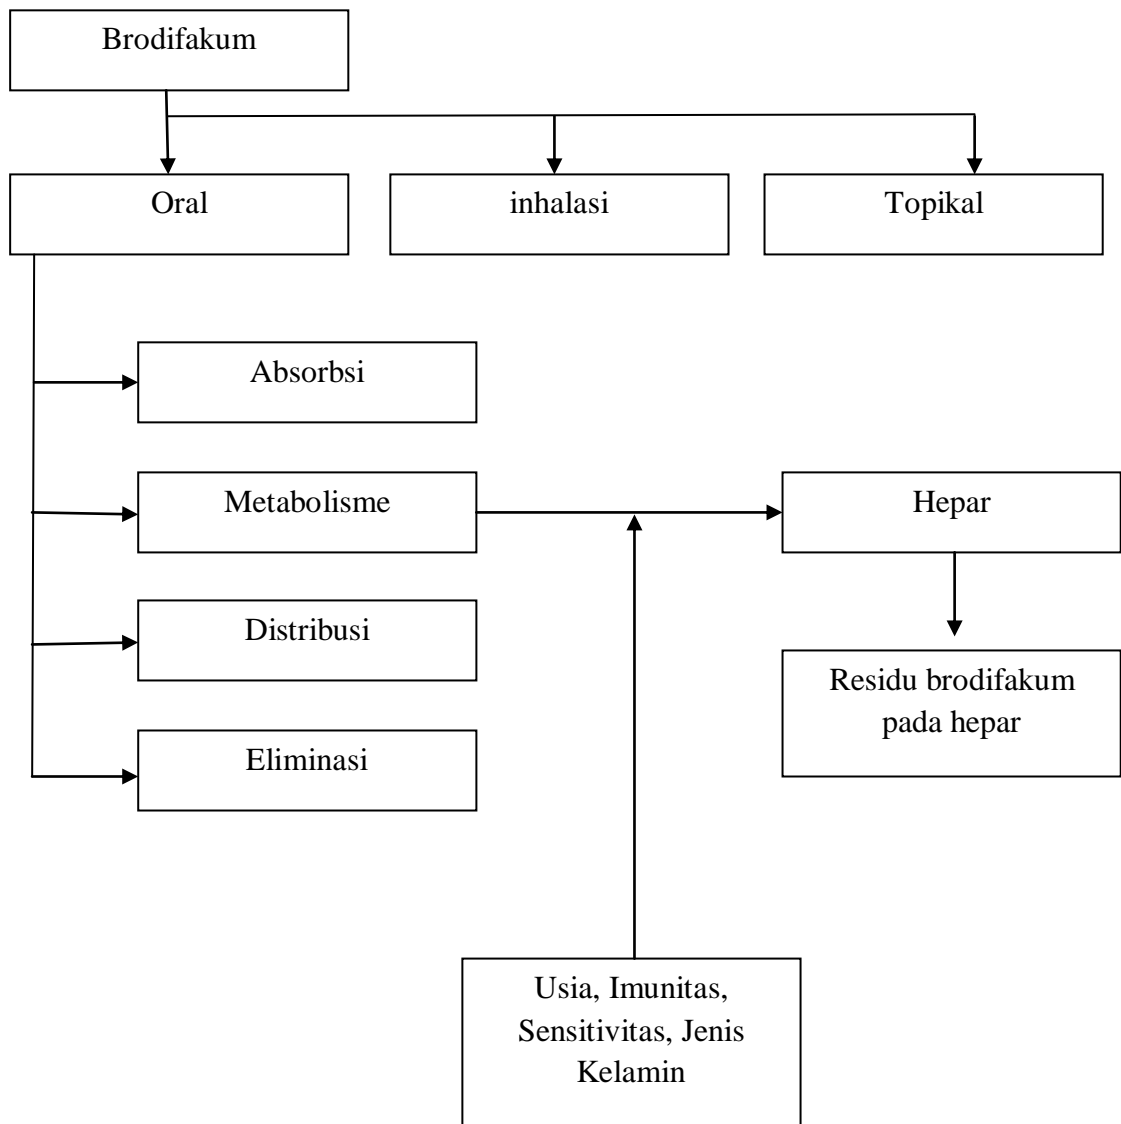 Brodifakum
Oral
inhalasi
Topikal
Absorbsi
Metabolisme
Hepar
Distribusi
Residu brodifakum
pada hepar
Eliminasi
Usia, Imunitas,
Sensitivitas, Jenis
Kelamin